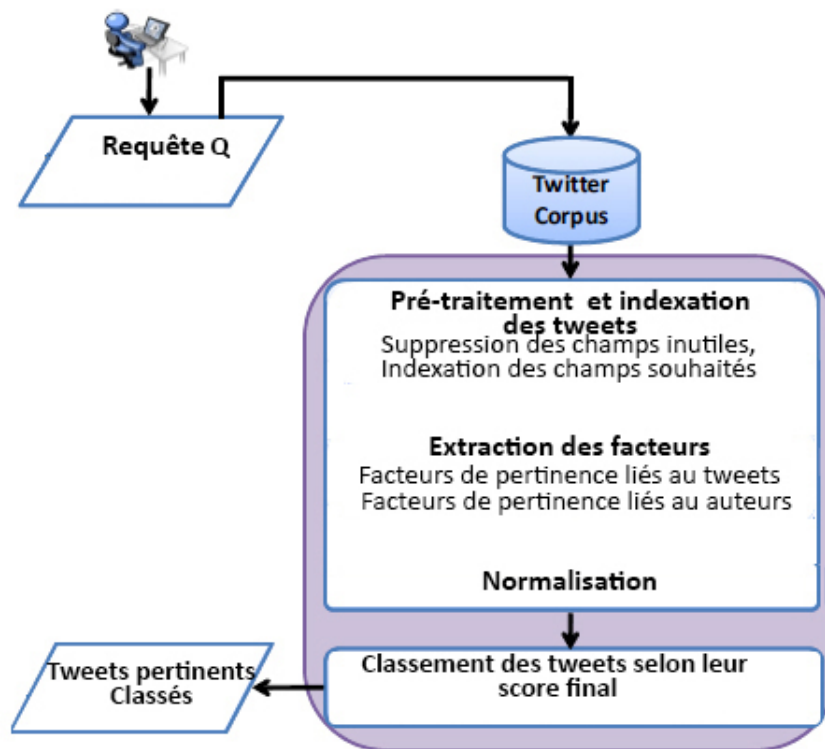 Requête Q
Twitter
Corpus
Pré-traitement et indexation
des tweets
Suppression des champs inutiles,
Indexation des champs souhaités
Extraction des facteurs
Facteurs de pertinence liés au tweets
Facteurs de pertinence liés au auteurs
Normalisation
Classement des tweets selon leur
score final
Tweets pertinents
Classés